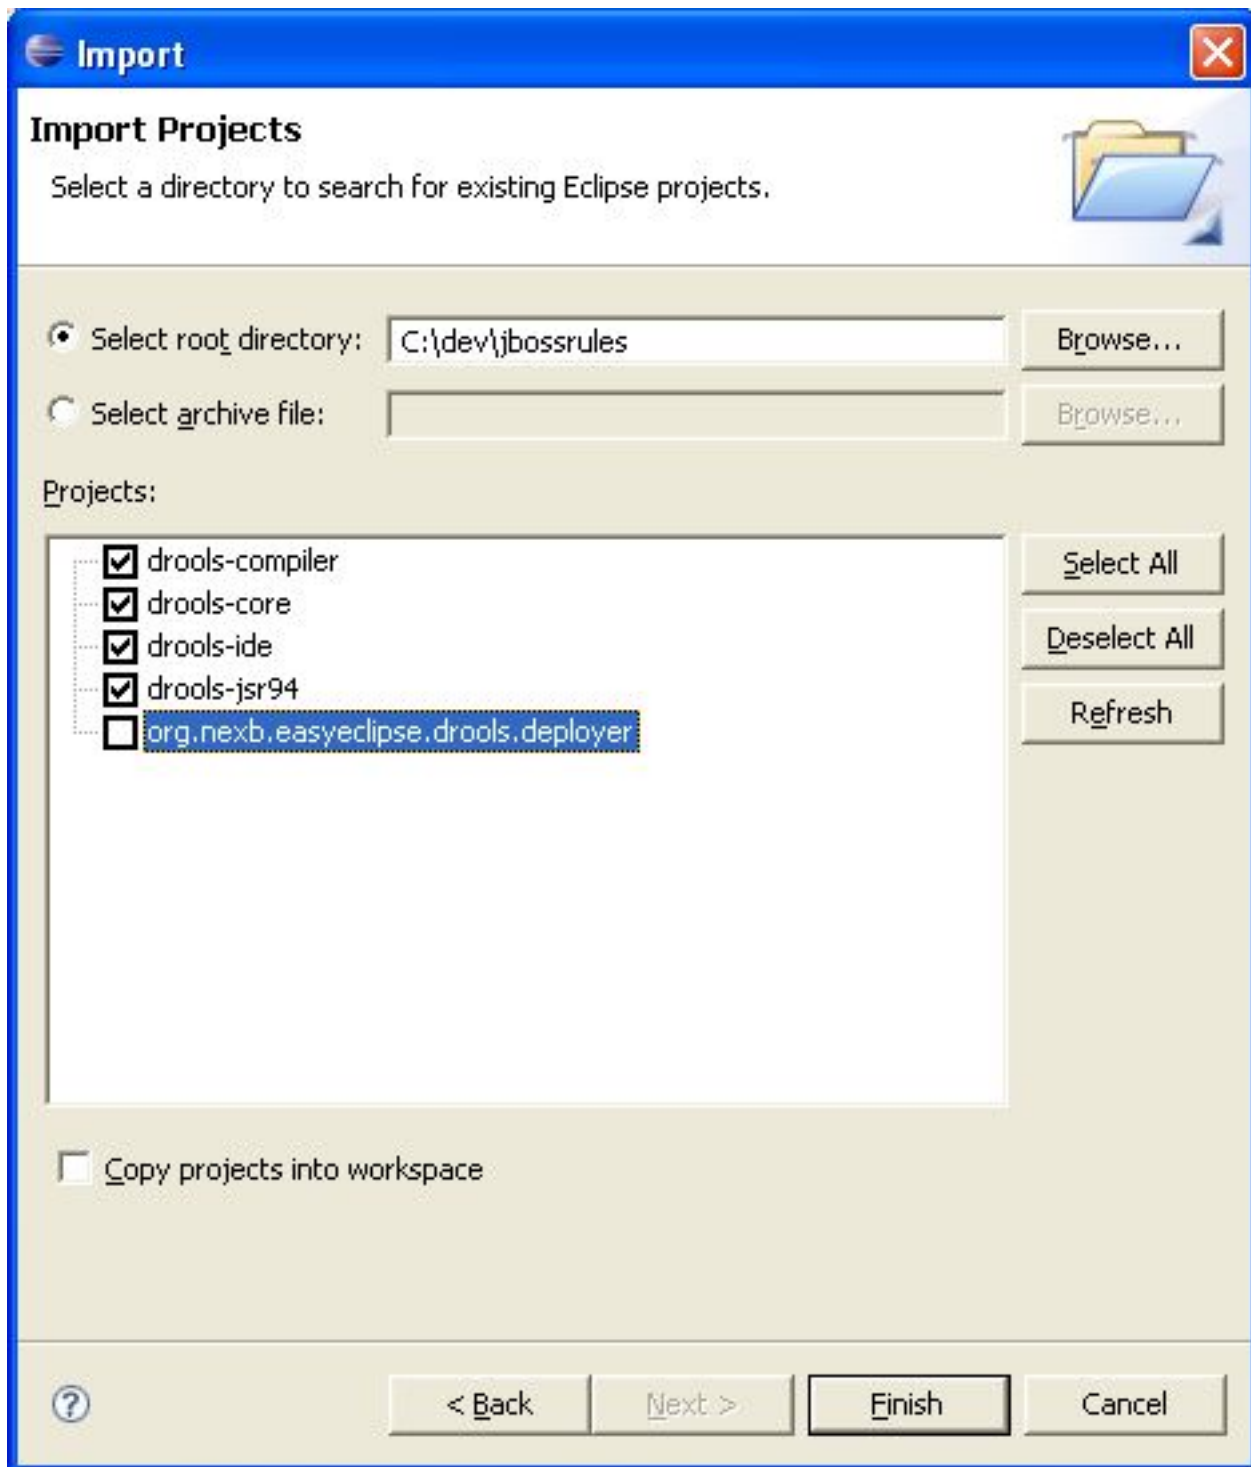 Import
Import Projects
Select a directory to search for existing Eclipse projects.
Select root directory: C:\dev\jbossrules Browse...
Select archive file: Browse...
Projects:
drools-compiler Select All
drools-core
drools-ide Deselect All
drools-jsr94
org.nexb.easyeclipse.drools.deployer Refresh
Copy projects into workspace
? < Back Next > Finish Cancel